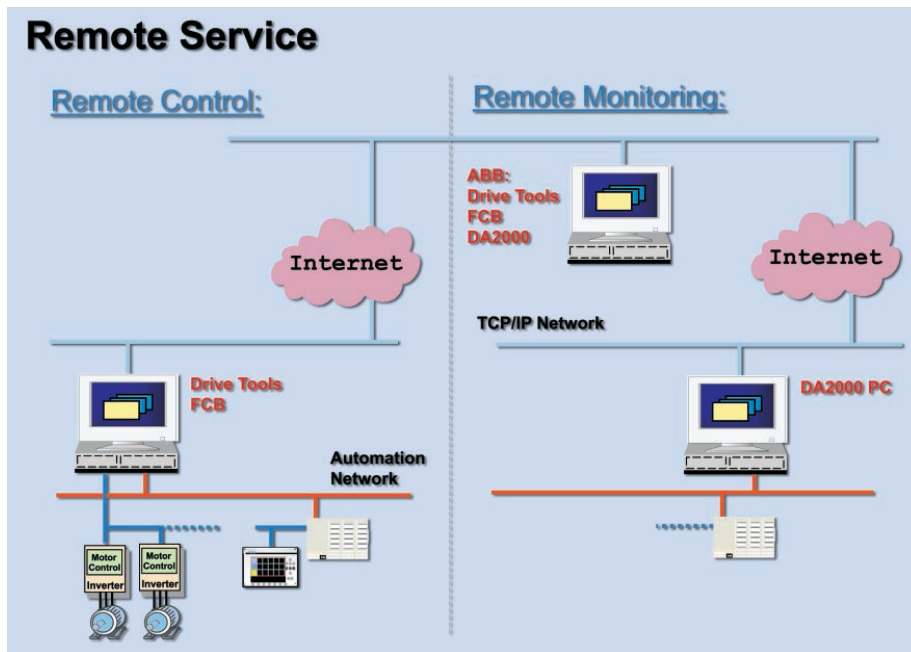 Remote Service
Remote Control:
Remote Monitoring:
ABB:
Drive Tools
FCB
DA2000
Internet
Internet
TCP/IP Network
Drive Tools
FCB
DA2000 PC
Automation
Network
Motor
Control
Inverter
Motor
Control
Inverter